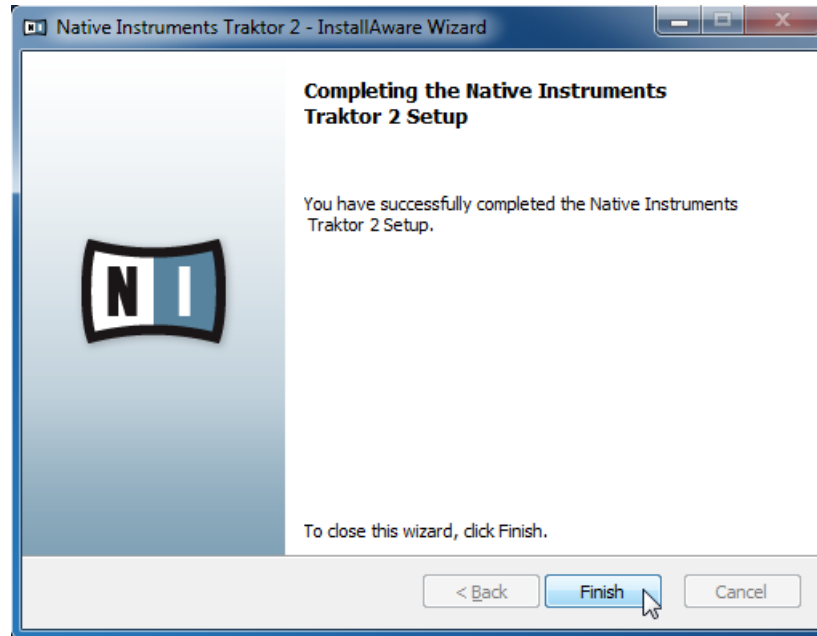 Native Instruments Traktor 2 - InstallAware Wizard
Completing the Native Instruments
Traktor 2 Setup
You have successfully completed the Native Instruments
Traktor 2 Setup.
NI
To close this wizard, click Finish.
< Back Finish Cancel